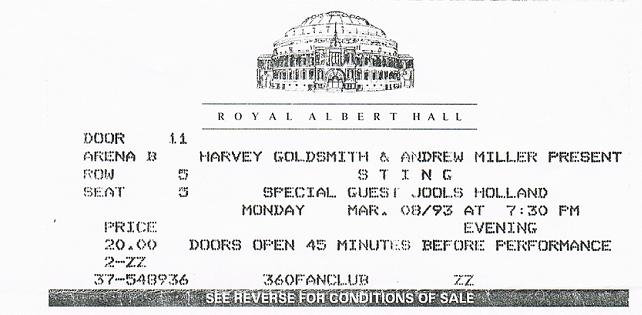 ROYAL ALBERT HALL
DOOR 11
ARENA B HARVEY GOLDSMITH & ANDREW MILLER PRESENT
ROW 5 S T I N G
SEAT 5 SPECIAL GUEST JOOLS HOLLAND
MONDAY MAR. 08/93 AT 7:30 PM
PRICE EVENING
20.00 DOORS OPEN 45 MINUTES BEFORE PERFORMANCE
2-ZZ
37-548936 360FANCLUB ZZ
SEE REVERSE FOR CONDITIONS OF SALE